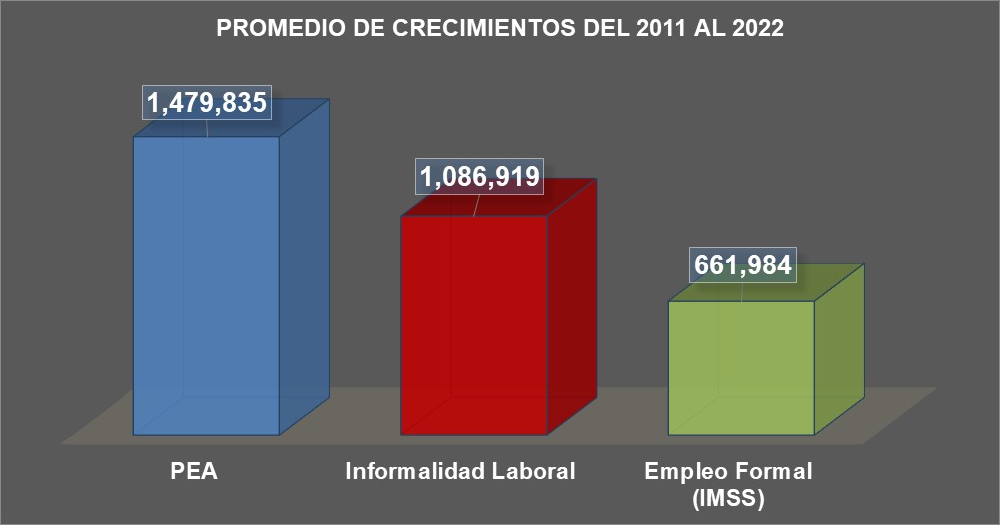 PROMEDIO DE CRECIMIENTOS DEL 2011 AL 2022
1,479,835
1,086,919
661,984
PEA
Informalidad Laboral
Empleo Formal
(IMSS)